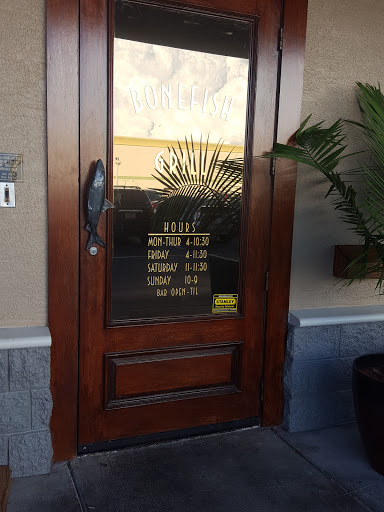 BONEFISH
GRILL
HOURS
MON-THUR 4-10:30
FRIDAY 4-11:30
SATURDAY 11-11:30
SUNDAY 10-9
BAR OPEN-TIL
STANLEY